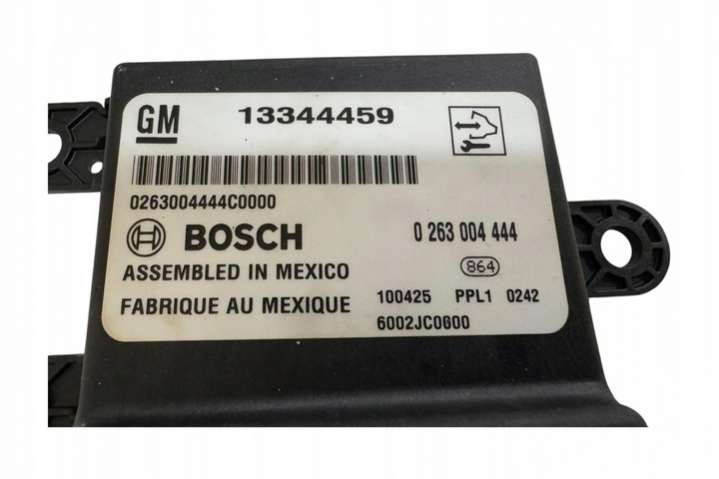 GM 13344459
0263004444C0000
BOSCH 0 263 004 444
ASSEMBLED IN MEXICO 864
FABRIQUE AU MEXIQUE 100425 PPL1 0242
6002JC0600